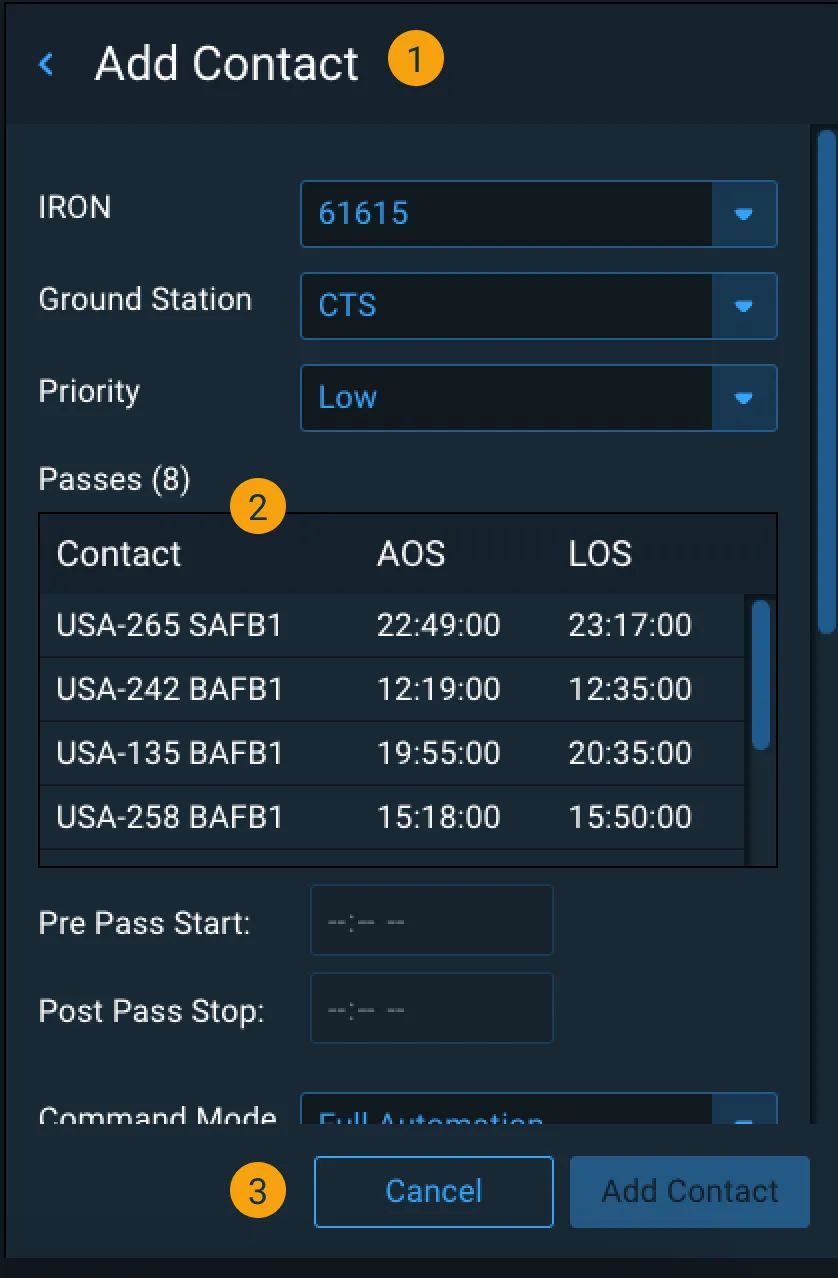 Add Contact 1
IRON 61615
Ground Station CTS
Priority Low
Passes (8)
2
Contact AOS LOS
USA-265 SAFB1 22:49:00 23:17:00
USA-242 BAFB1 12:19:00 12:35:00
USA-135 BAFB1 19:55:00 20:35:00
USA-258 BAFB1 15:18:00 15:50:00
Pre Pass Start: --:-- --
Post Pass Stop: --:-- --
Command Mode Full Automation
3 Cancel Add Contact